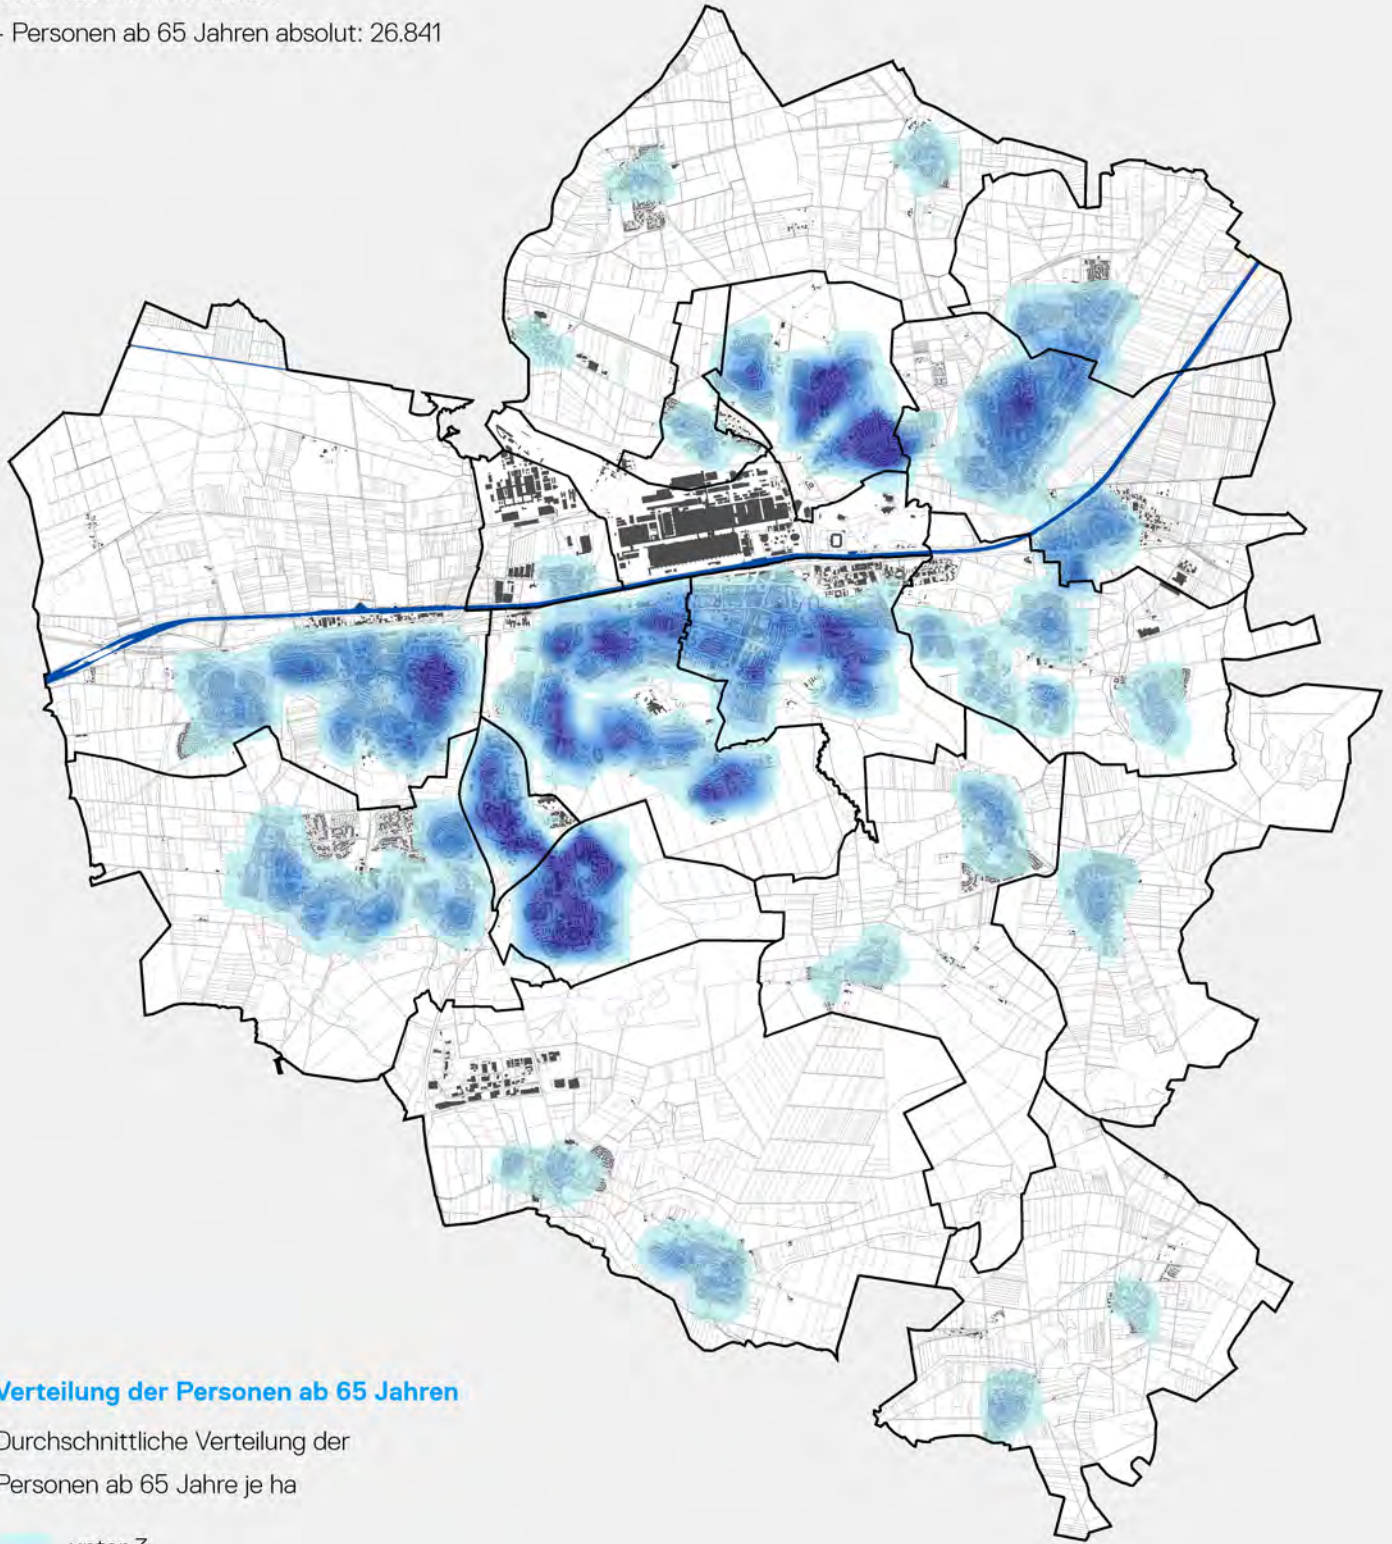 - Personen ab 65 Jahren absolut: 26.841
Verteilung der Personen ab 65 Jahren
Durchschnittliche Verteilung der
Personen ab 65 Jahre je ha